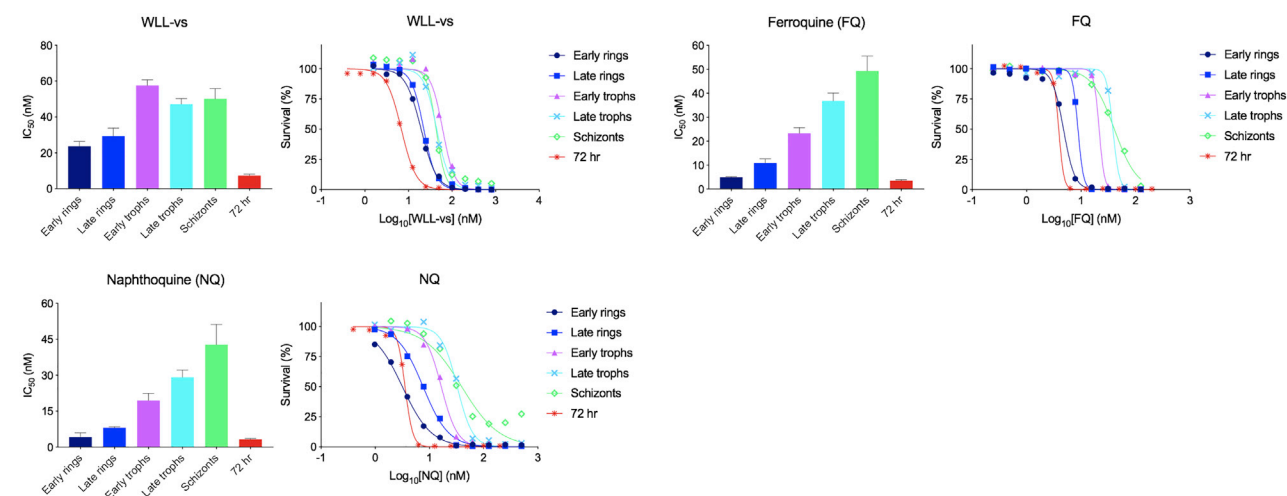 WLL-vs
IC50 (nM)
80
60
40
20
0
Early rings
Late rings
Early trophs
Late trophs
Schizonts
72 hr
WLL-vs
Survival (%)
100
75
50
25
0
-1
0
1
2
3
4
Log10[WLL-vs] (nM)
Early rings
Late rings
Early trophs
Late trophs
Schizonts
72 hr
Ferroquine (FQ)
IC50 (nM)
60
50
40
30
20
10
0
Early rings
Late rings
Early trophs
Late trophs
Schizonts
72 hr
FQ
Survival (%)
100
75
50
25
0
-1
0
1
2
3
Log10[FQ] (nM)
Early rings
Late rings
Early trophs
Late trophs
Schizonts
72 hr
Naphthoquine (NQ)
IC50 (nM)
60
45
30
15
0
Early rings
Late rings
Early trophs
Late trophs
Schizonts
72 hr
NQ
Survival (%)
100
75
50
25
0
-1
0
1
2
3
Log10[NQ] (nM)
Early rings
Late rings
Early trophs
Late trophs
Schizonts
72 hr